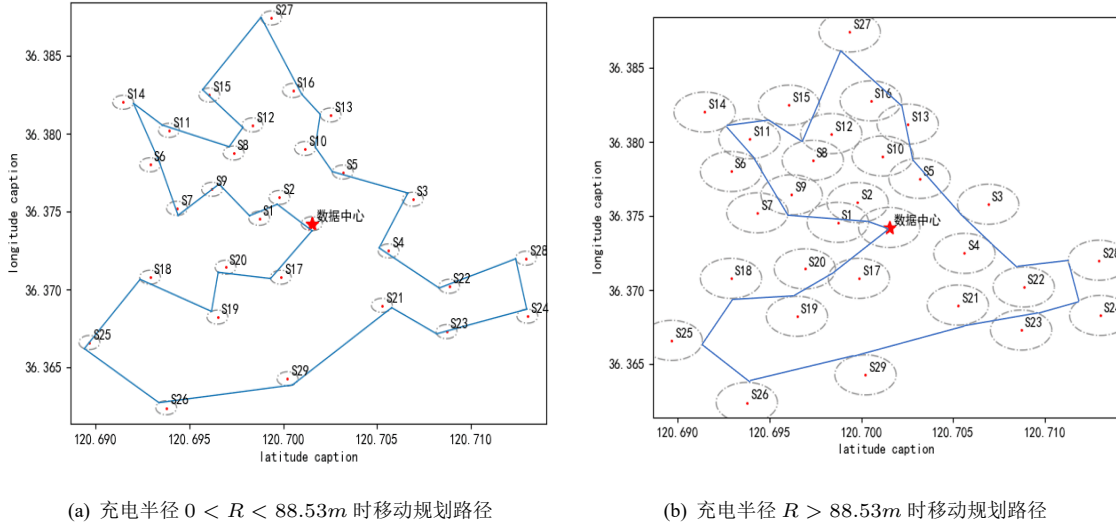 S27
36.385
S15
S16
S14
S13
S12
S11
36.380
S8
S10
S6
S5
S9
S7
S2
S3
36.375
S1
数据中心
S4
S28
S18
S20
S17
S22
36.370
S19
S21
S24
S23
S25
36.365
S29
S26
120.690
120.695
120.700
120.705
120.710
latitude caption
longitude caption
(a) 充电半径 0 < R < 88.53m 时移动规划路径
S27
36.385
S15
S16
S14
S13
S12
S11
36.380
S8
S10
S6
S5
S9
S7
S2
S3
36.375
S1
数据中心
S4
S28
S18
S20
S17
S22
36.370
S19
S21
S23
S25
36.365
S29
S26
120.690
120.695
120.700
120.705
120.710
latitude caption
longitude caption
(b) 充电半径 R > 88.53m 时移动规划路径